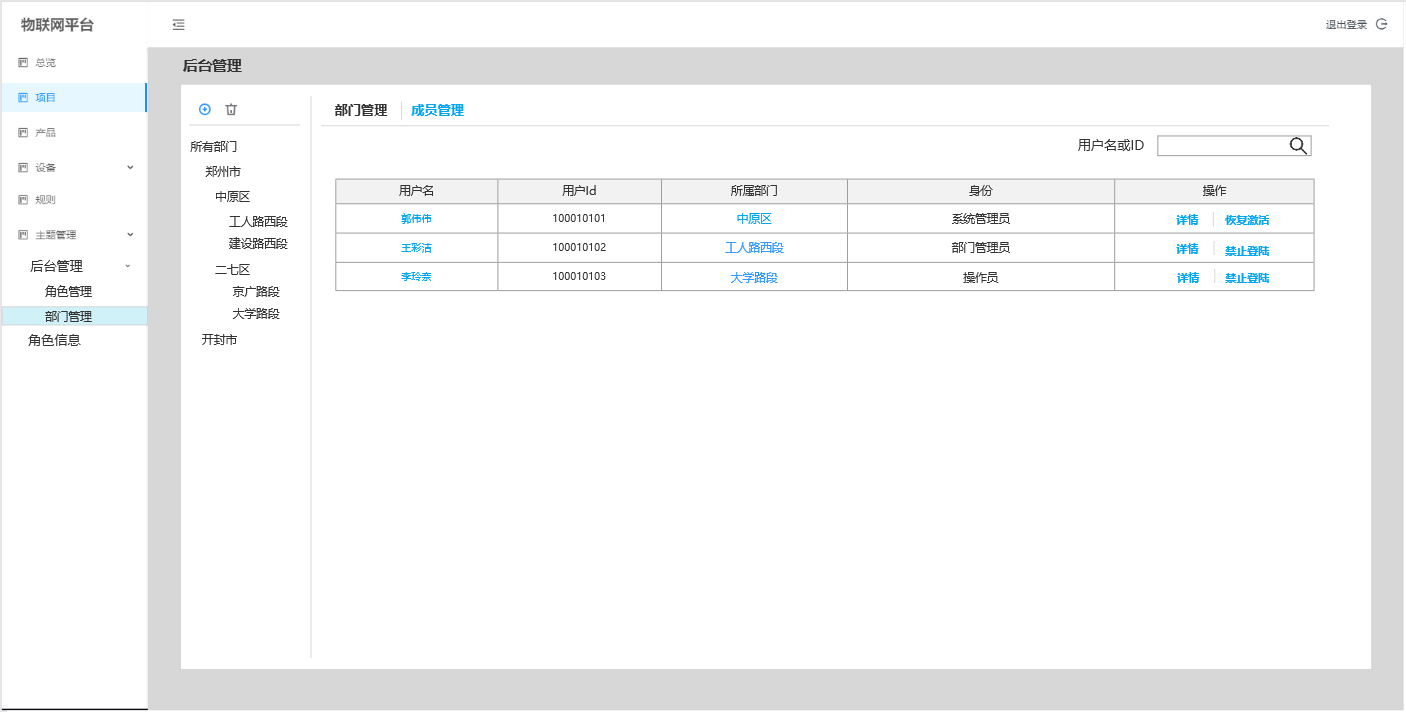 物联网平台
退出登录
总览
项目
产品
设备
规则
主题管理
后台管理
角色管理
部门管理
角色信息
后台管理
所有部门
郑州市
中原区
工人路西段
建设路西段
二七区
京广路段
大学路段
开封市
部门管理 成员管理
用户名或ID
用户名 用户Id 所属部门 身份 操作
郭伟伟 100010101 中原区 系统管理员 详情 恢复激活
王彩洁 100010102 工人路西段 部门管理员 详情 禁止登陆
李玲奈 100010103 大学路段 操作员 详情 禁止登陆